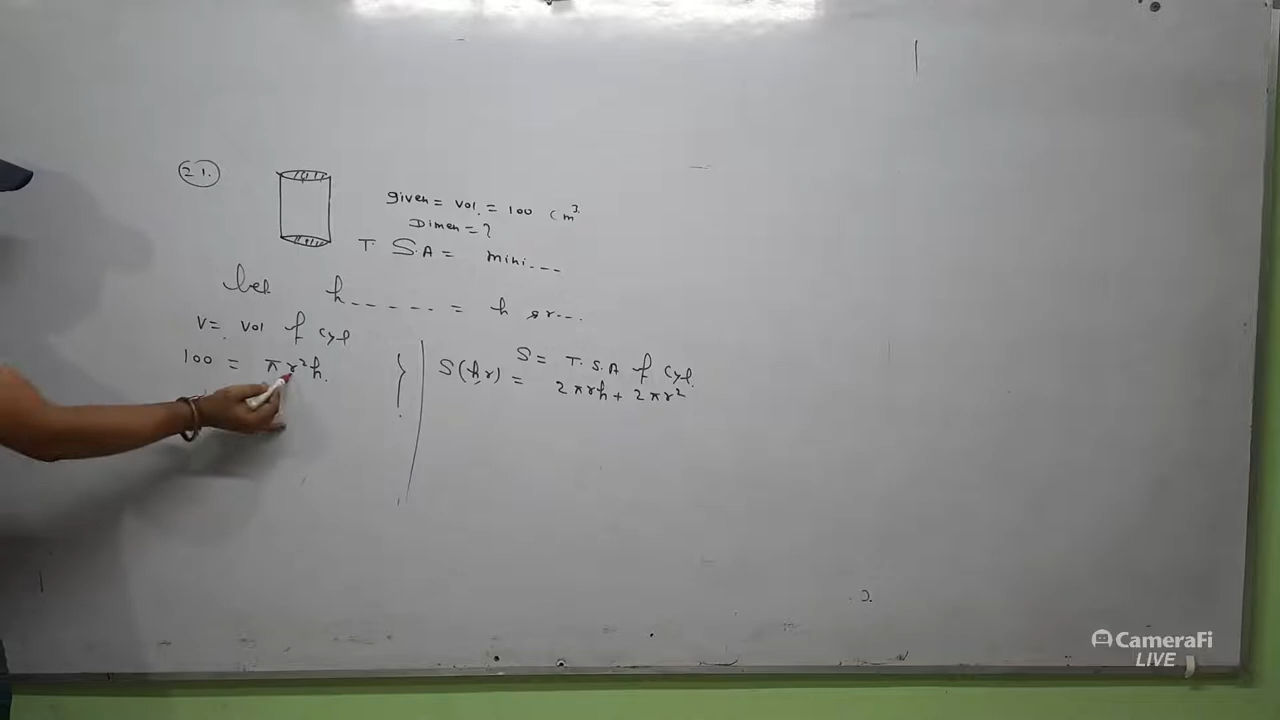 21.
given = Vol. = 100 cm³
Dimen = ?
T. S.A = mini---
let h----- = h & r---
V = Vol of Cyl
100 = πr²h.
S = T.S.A of Cyl.
S(h,r) = 2πrh + 2πr²
CameraFi
LIVE